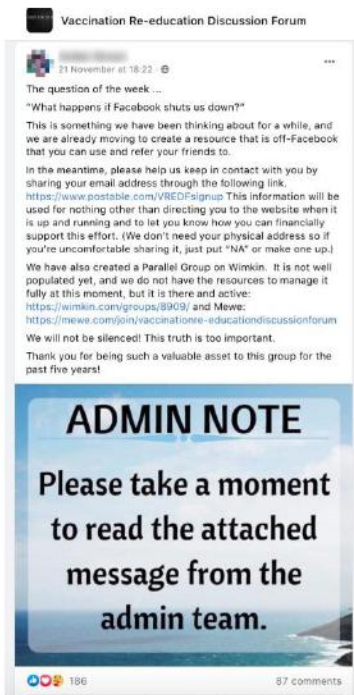 Vaccination Re-education Discussion Forum
21 November at 18:22
The question of the week ...
"What happens if Facebook shuts us down?"
This is something we have been thinking about for a while, and
we are already moving to create a resource that is off-Facebook
that you can use and refer your friends to.
In the meantime, please help us keep in contact with you by
sharing your email address through the following link.
https://www.postable.com/VREDFsignup This information will be
used for nothing other than directing you to the website when it
is up and running and to let you know how you can financially
support this effort. (We don't need your physical address so if
you're uncomfortable sharing it, just put "NA" or make one up.)
We have also created a Parallel Group on Wimkin. It is not well
populated yet, and we do not have the resources to manage it
fully at this moment, but it is there and active:
https://wimkin.com/groups/8909/ and Mewe:
https://mewe.com/join/vaccinationre-educationdiscussionforum
We will not be silenced! This truth is too important.
Thank you for being such a valuable asset to this group for the
past five years!
ADMIN NOTE
Please take a moment
to read the attached
message from the
admin team.
186
87 comments